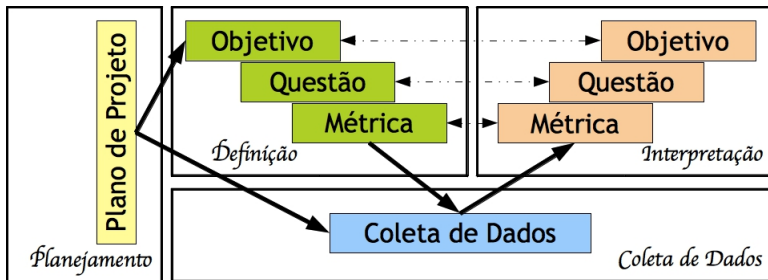 Plano de Projeto
Planejamento
Objetivo
Questão
Métrica
Definição
Objetivo
Questão
Métrica
Interpretação
Coleta de Dados
Coleta de Dados